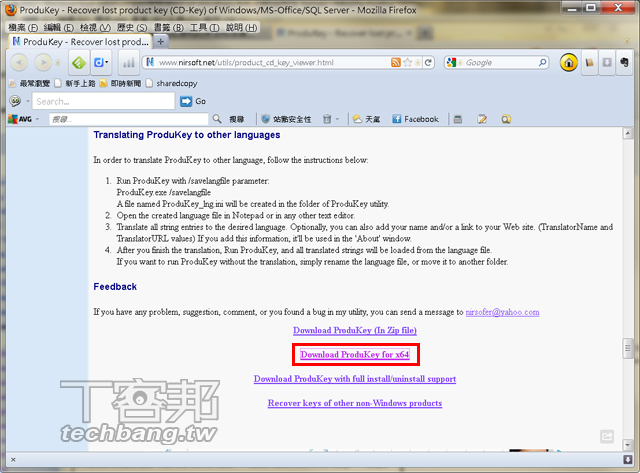 ProduKey - Recover lost product key (CD-Key) of Windows/MS-Office/SQL Server - Mozilla Firefox
檔案(F) 編輯(E) 檢視(V) 歷史(S) 書籤(B) 工具(T) 說明(H)
ProduKey - Recover lost prod...
www.nirsoft.net/utils/product_cd_key_viewer.html
Google
最常瀏覽 新手上路 即時新聞 sharedcopy
Search... Go
AVG 搜尋... 搜尋 站點安全性 天氣 Facebook
Translating ProduKey to other languages
In order to translate ProduKey to other language, follow the instructions below:
1. Run ProduKey with /savelangfile parameter:
ProduKey.exe /savelangfile
A file named ProduKey_lng.ini will be created in the folder of ProduKey utility.
2. Open the created language file in Notepad or in any other text editor.
3. Translate all string entries to the desired language. Optionally, you can also add your name and/or a link to your Web site. (TranslatorName and
TranslatorURL values) If you add this information, it'll be used in the 'About' window.
4. After you finish the translation, Run ProduKey, and all translated strings will be loaded from the language file.
If you want to run ProduKey without the translation, simply rename the language file, or move it to another folder.
Feedback
If you have any problem, suggestion, comment, or you found a bug in my utility, you can send a message to nirsofer@yahoo.com
Download ProduKey (In Zip file)
Download ProduKey for x64
Download ProduKey with full install/uninstall support
Recover keys of other non-Windows products
T客邦
techbang.tw